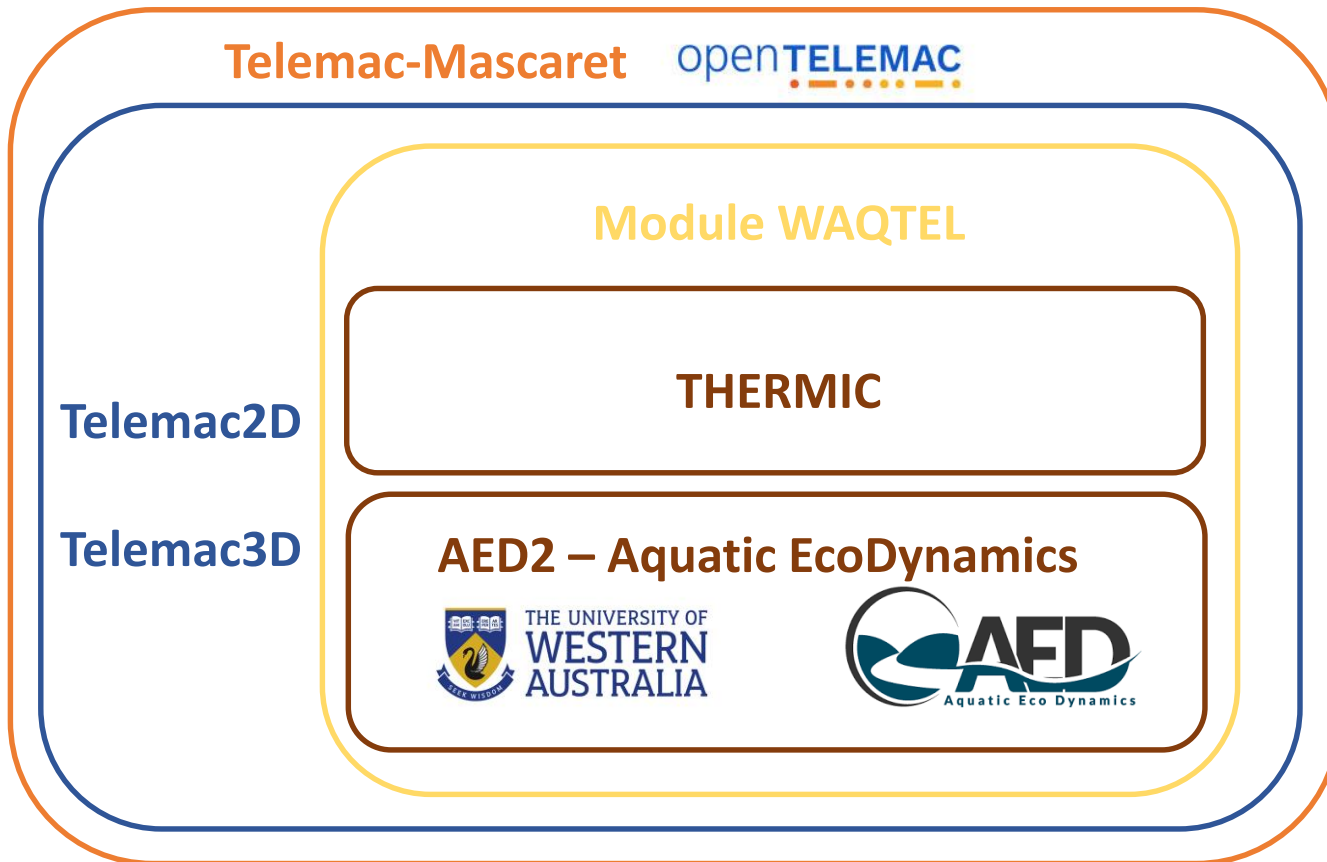 Telemac-Mascaret
openTELEMAC
Module WAQTEL
THERMIC
Telemac2D
Telemac3D
AED2 – Aquatic EcoDynamics
THE UNIVERSITY OF
WESTERN
AUSTRALIA
SEEK WISDOM
AED
Aquatic Eco Dynamics